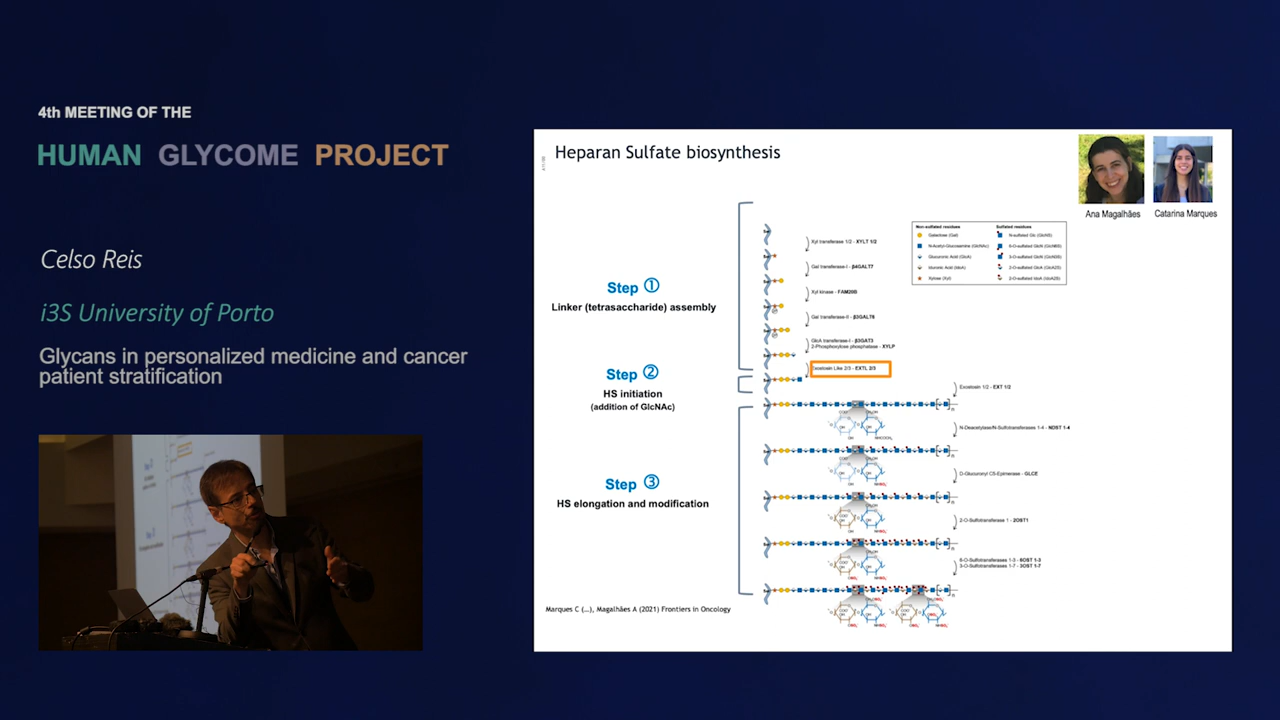 4th MEETING OF THE
HUMAN GLYCOME PROJECT
Celso Reis
i3S University of Porto
Glycans in personalized medicine and cancer
patient stratification
Heparan Sulfate biosynthesis
Ana Magalhães
Catarina Marques
Step ①
Linker (tetrasaccharide) assembly
Step ②
HS initiation
(addition of GlcNAc)
Step ③
HS elongation and modification
Xyl transferase 1/2 - XYLT 1/2
Gal transferase-I - β4GALT7
Xyl kinase - FAM20B
Gal transferase-II - β3GALT6
GlcA transferase-I - β3GAT3
2-Phosphoxylose phosphatase - XYLP
Exostosin Like 2/3 - EXTL 2/3
Non-sulfated residues
Galactose (Gal)
N-Acetyl-Glucosamine (GlcNAc)
Glucuronic Acid (GlcA)
Iduronic Acid (IdoA)
Xylose (Xyl)
Sulfated residues
N-sulfated Glc (GlcNS)
6-O-sulfated GlcN (GlcN6S)
3-O-sulfated GlcN (GlcN3S)
2-O-sulfated GlcA (GlcA2S)
2-O-sulfated IdoA (IdoA2S)
Exostosin 1/2 - EXT 1/2
N-Deacetylase/N-Sulfotransferases 1-4 - NDST 1-4
D-Glucuronyl C5-Epimerase - GLCE
2-O-Sulfotransferase 1 - 2OST1
6-O-Sulfotransferases 1-3 - 6OST 1-3
3-O-Sulfotransferases 1-7 - 3OST 1-7
Marques C (…), Magalhães A (2021) Frontiers in Oncology